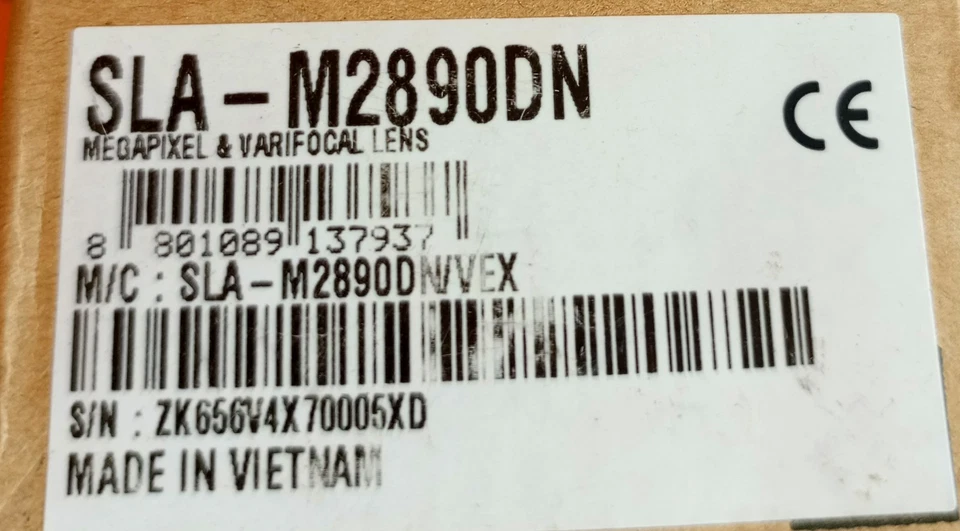 SLA-M2890DN
MEGAPIXEL & VARIFOCAL LENS
CE
8 801089 137937
M/C : SLA-M2890DN/VEX
S/N : ZK656V4X70005XD
MADE IN VIETNAM